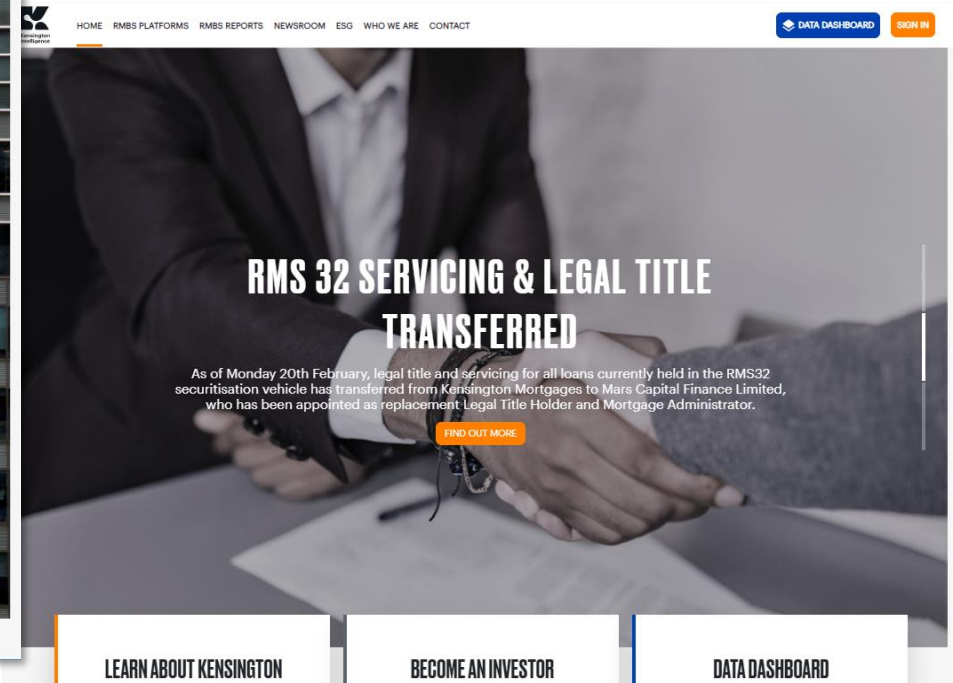 Kensington
Intelligence
HOME RMBS PLATFORMS RMBS REPORTS NEWSROOM ESG WHO WE ARE CONTACT
DATA DASHBOARD
SIGN IN
RMS 32 SERVICING & LEGAL TITLE
TRANSFERRED
As of Monday 20th February, legal title and servicing for all loans currently held in the RMS32
securitisation vehicle has transferred from Kensington Mortgages to Mars Capital Finance Limited,
who has been appointed as replacement Legal Title Holder and Mortgage Administrator.
FIND OUT MORE
LEARN ABOUT KENSINGTON
BECOME AN INVESTOR
DATA DASHBOARD